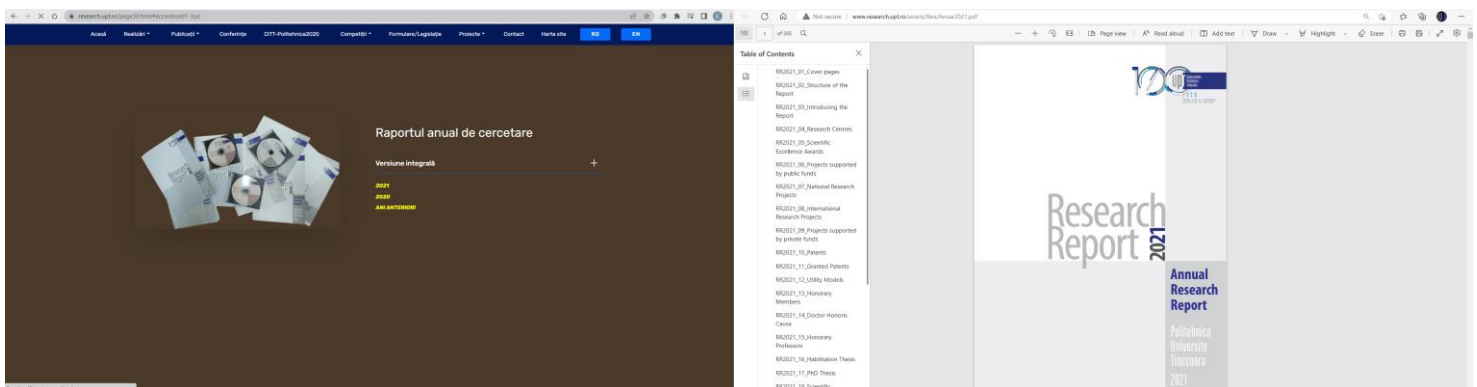 research.upt.ro/page30.html#accordion11-3yq
Acasă Realizări Publicații Conferințe CITT-Politehnica2020 Competiții Formulare/Legislație Proiecte Contact Harta site RO EN
Raportul anual de cercetare
Versiune integrală
2021
2020
ANI ANTERIORI
Not secure www.research.upt.ro/assets/files/Anuar2021.pdf
1 of 355 Page view Read aloud Add text Draw Highlight Erase
Table of Contents
RR2021_01_Cover pages
RR2021_02_Structure of the
Report
RR2021_03_Introducing the
Report
RR2021_04_Research Centres
RR2021_05_Scientific
Excellence Awards
RR2021_06_Projects supported
by public funds
RR2021_07_National Research
Projects
RR2021_08_International
Research Projects
RR2021_09_Projects supported
by private funds
RR2021_10_Patents
RR2021_11_Granted Patents
RR2021_12_Utility Models
RR2021_13_Honorary
Members
RR2021_14_Doctor Honoris
Cause
RR2021_15_Honorary
Professors
RR2021_16_Habilitation Thesis
RR2021_17_PhD Thesis
RR2021_18_Scientific
100
Research
Report 2021
Annual
Research
Report
Politehnica
University
Timisoara
2021